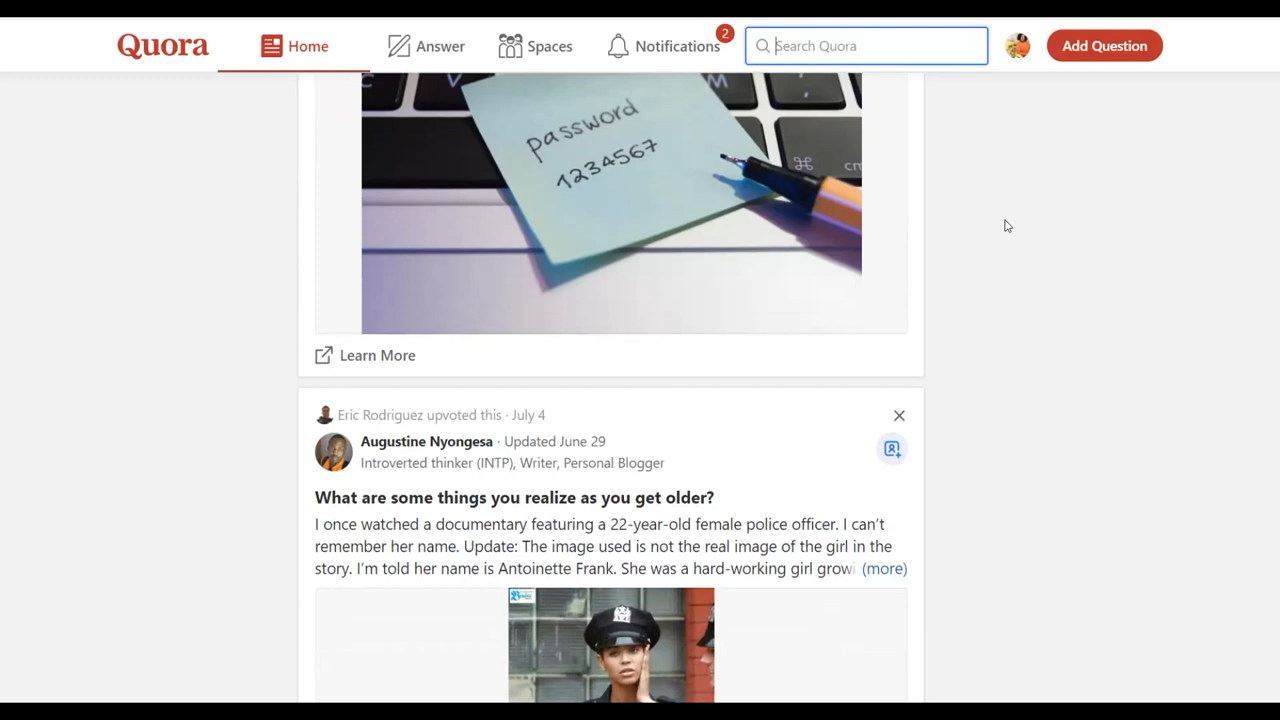 Quora
Home
Answer
Spaces
Notifications
2
Search Quora
Add Question
C
V
M
password
1234567
⌘
cm
Learn More
Eric Rodriguez upvoted this · July 4
Augustine Nyongesa · Updated June 29
Introverted thinker (INTP), Writer, Personal Blogger
What are some things you realize as you get older?
I once watched a documentary featuring a 22-year-old female police officer. I can't
remember her name. Update: The image used is not the real image of the girl in the
story. I'm told her name is Antoinette Frank. She was a hard-working girl growi (more)